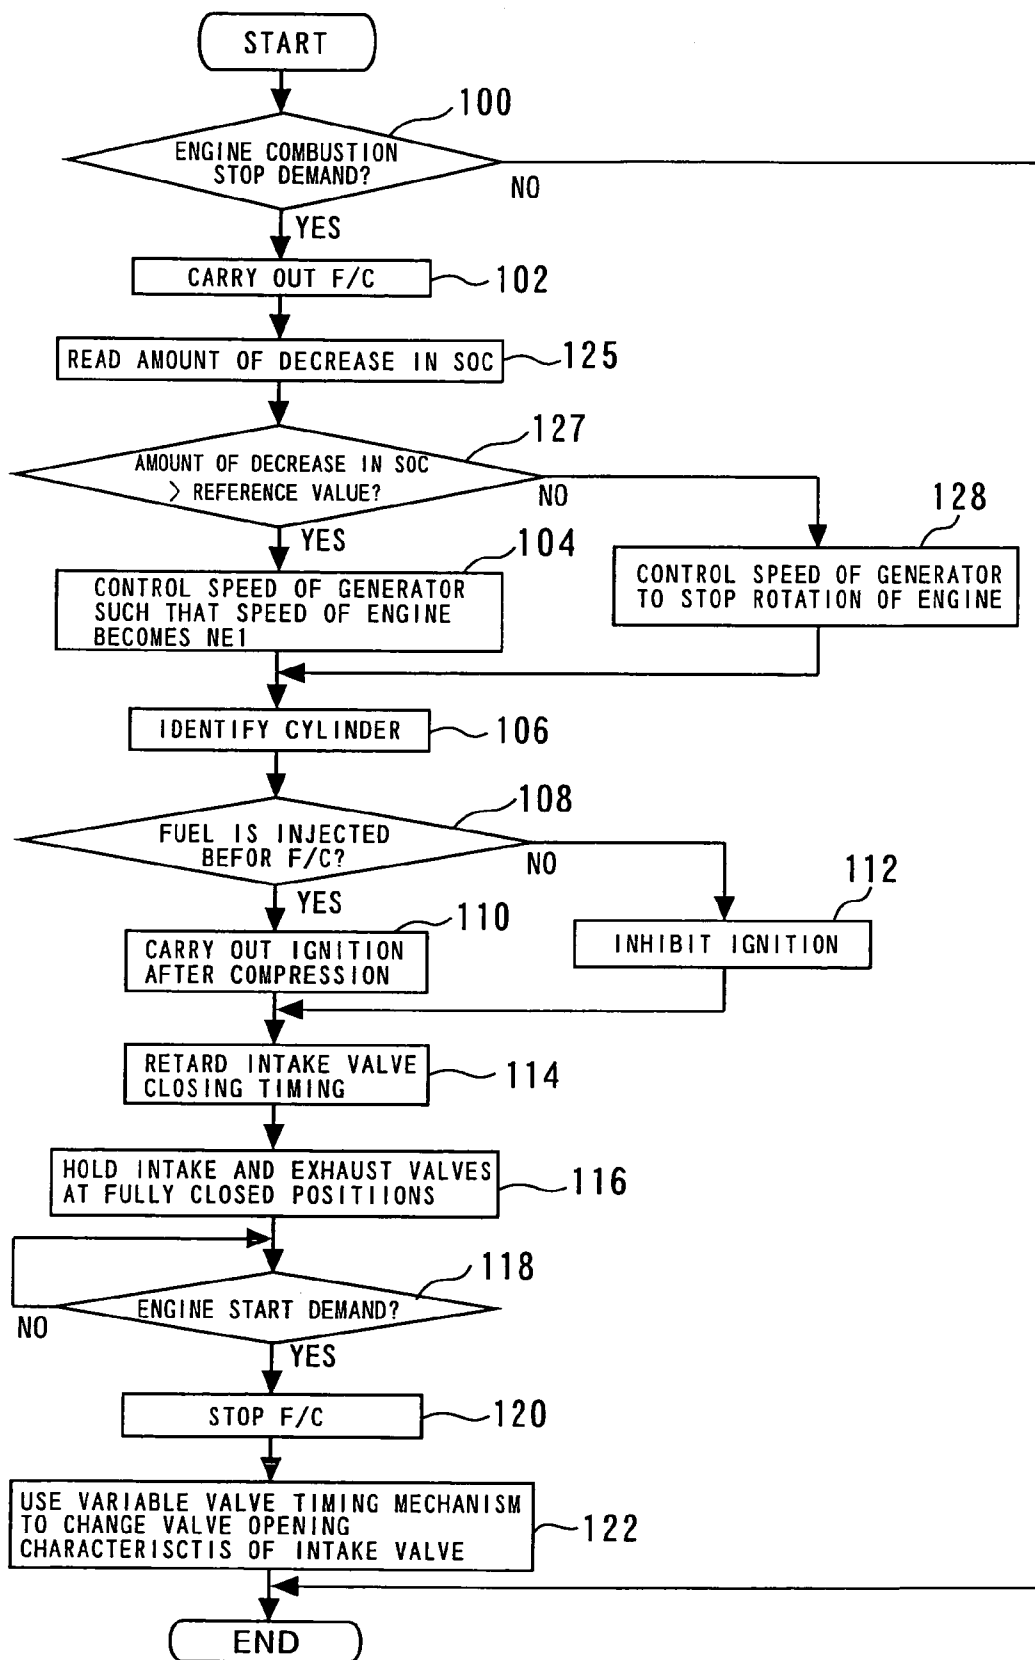 START
100
ENGINE COMBUSTION
STOP DEMAND?
NO
YES
CARRY OUT F/C
102
READ AMOUNT OF DECREASE IN SOC
125
127
AMOUNT OF DECREASE IN SOC
> REFERENCE VALUE?
NO
YES
104
128
CONTROL SPEED OF GENERATOR
SUCH THAT SPEED OF ENGINE
BECOMES NE1
CONTROL SPEED OF GENERATOR
TO STOP ROTATION OF ENGINE
IDENTIFY CYLINDER
106
108
FUEL IS INJECTED
BEFOR F/C?
NO
YES
110
112
CARRY OUT IGNITION
AFTER COMPRESSION
INHIBIT IGNITION
RETARD INTAKE VALVE
CLOSING TIMING
114
HOLD INTAKE AND EXHAUST VALVES
AT FULLY CLOSED POSITIIONS
116
118
ENGINE START DEMAND?
NO
YES
STOP F/C
120
USE VARIABLE VALVE TIMING MECHANISM
TO CHANGE VALVE OPENING
CHARACTERISCTIS OF INTAKE VALVE
122
END